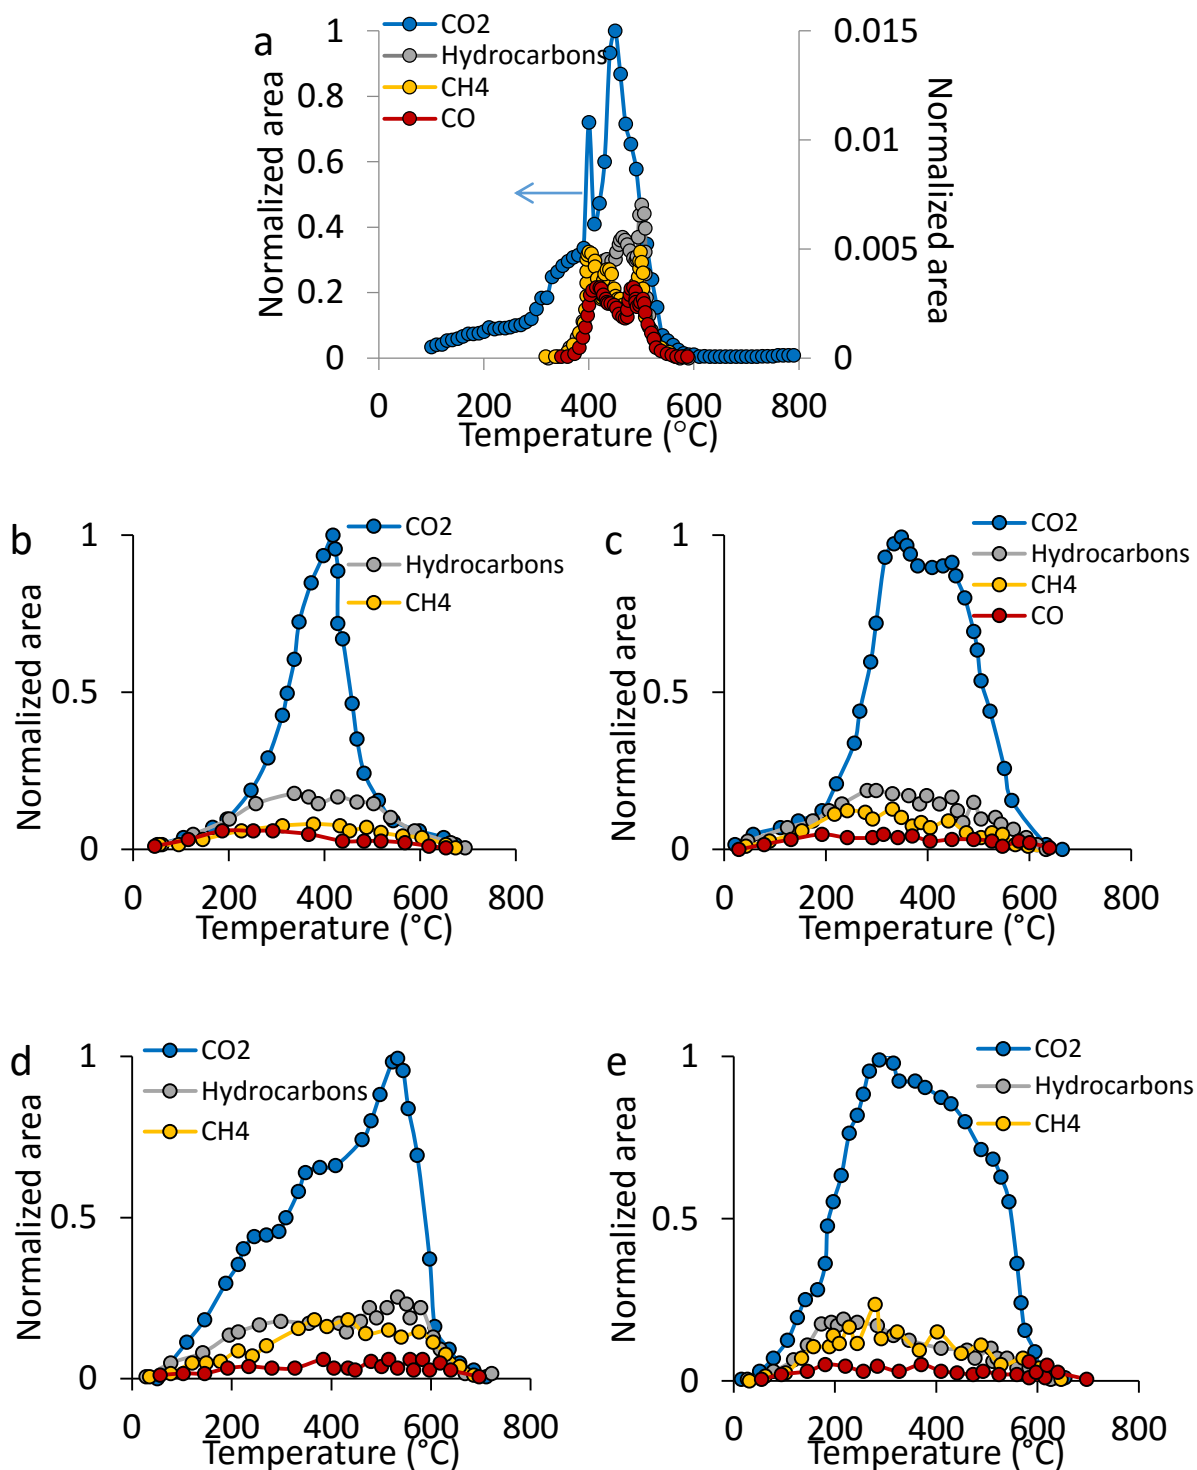 a
CO2
Hydrocarbons
CH4
CO
Normalized area
Normalized area
1
0.8
0.6
0.4
0.2
0
0.015
0.01
0.005
0
0 200 400 600 800
Temperature (°C)
b
CO2
Hydrocarbons
CH4
Normalized area
1
0.5
0
0 200 400 600 800
Temperature (°C)
c
CO2
Hydrocarbons
CH4
CO
Normalized area
1
0.5
0
0 200 400 600 800
Temperature (°C)
d
CO2
Hydrocarbons
CH4
Normalized area
1
0.5
0
0 200 400 600 800
Temperature (°C)
e
CO2
Hydrocarbons
CH4
Normalized area
1
0.5
0
0 200 400 600 800
Temperature (°C)